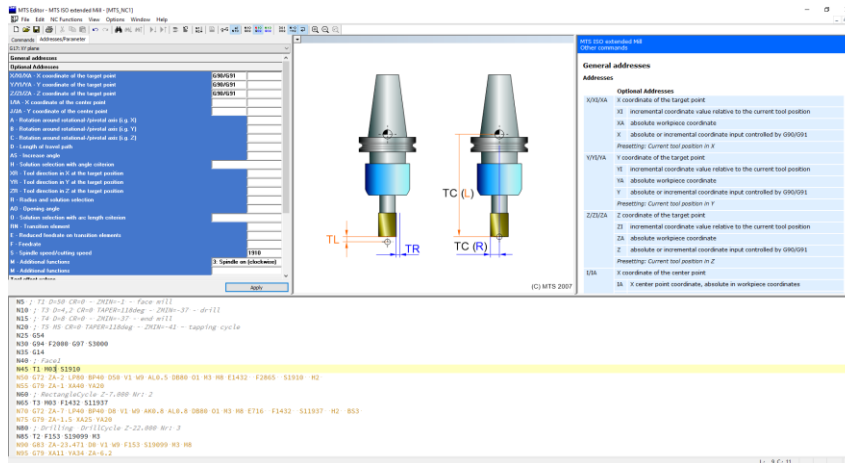 MTS Editor - MTS ISO extended Mill - [MTS_NC1]
File Edit NC Functions View Options Window Help
Commands Addresses/Parameter
G17: XY plane
General addresses
Optional Addresses
X/XI/XA - X coordinate of the target point G90/G91
Y/YI/YA - Y coordinate of the target point G90/G91
Z/ZI/ZA - Z coordinate of the target point G90/G91
I/IA - X coordinate of the center point
J/JA - Y coordinate of the center point
A - Rotation around rotational /pivotal axis (i.g. X)
B - Rotation around rotational /pivotal axis (i.g. Y)
C - Rotation around rotational /pivotal axis (i.g. Z)
D - Length of travel path
AS - Increase angle
H - Solution selection with angle criterion
XR - Tool direction in X at the target position
YR - Tool direction in Y at the target position
ZR - Tool direction in Z at the target position
R - Radius and solution selection
AO - Opening angle
O - Solution selection with arc length criterion
RN - Transition element
E - Reduced feedrate on transition elements
F - Feedrate
S - Spindle speed/cutting speed 1910
M - Additional functions 3: Spindle on (clockwise)
M - Additional functions
Apply
TC (L)
TL
TR
TC (R)
(C) MTS 2007
MTS ISO extended Mill
Other commands
General addresses
Addresses
Optional Addresses
X/XI/XA X coordinate of the target point
XI incremental coordinate value relative to the current tool position
XA absolute workpiece coordinate
X absolute or incremental coordinate input controlled by G90/G91
Presetting: Current tool position in X
Y/YI/YA Y coordinate of the target point
YI incremental coordinate value relative to the current tool position
YA absolute workpiece coordinate
Y absolute or incremental coordinate input controlled by G90/G91
Presetting: Current tool position in Y
Z/ZI/ZA Z coordinate of the target point
ZI incremental coordinate value relative to the current tool position
ZA absolute workpiece coordinate
Z absolute or incremental coordinate input controlled by G90/G91
Presetting: Current tool position in Z
I/IA X coordinate of the center point
IA X center point coordinate, absolute in workpiece coordinates
N5 ; T1 D=50 CR=0 - ZMIN=-1 - face mill
N10 ; T3 D=4,2 CR=0 TAPER=118deg - ZMIN=-37 - drill
N15 ; T4 D=8 CR=0 - ZMIN=-37 - end mill
N20 ; T5 M5 CR=0 TAPER=118deg - ZMIN=-41 - tapping cycle
N25 G54
N30 G94 F2000 G97 S3000
N35 G14
N40 ; Face1
N45 T1 M03 S1910
N50 G72 ZA-2 LP80 BP40 D50 V1 W9 AL0.5 DB80 O1 M3 M8 E1432 F2865 S1910 H2
N55 G79 ZA-1 XA40 YA20
N60 ; RectangleCycle Z-7.000 Nr: 2
N65 T3 M03 F1432 S11937
N70 G72 ZA-7 LP40 BP40 D8 V1 W9 AK0.8 AL0.8 DB80 O1 M3 M8 E716 F1432 S11937 H2 BS3
N75 G79 ZA-1.5 XA25 YA20
N80 ; Drilling DrillCycle Z-22.000 Nr: 3
N85 T2 F153 S19099 M3
N90 G83 ZA-23.471 D8 V1 W9 F153 S19099 M3 M8
N95 G79 XA11 YA34 ZA-6.2